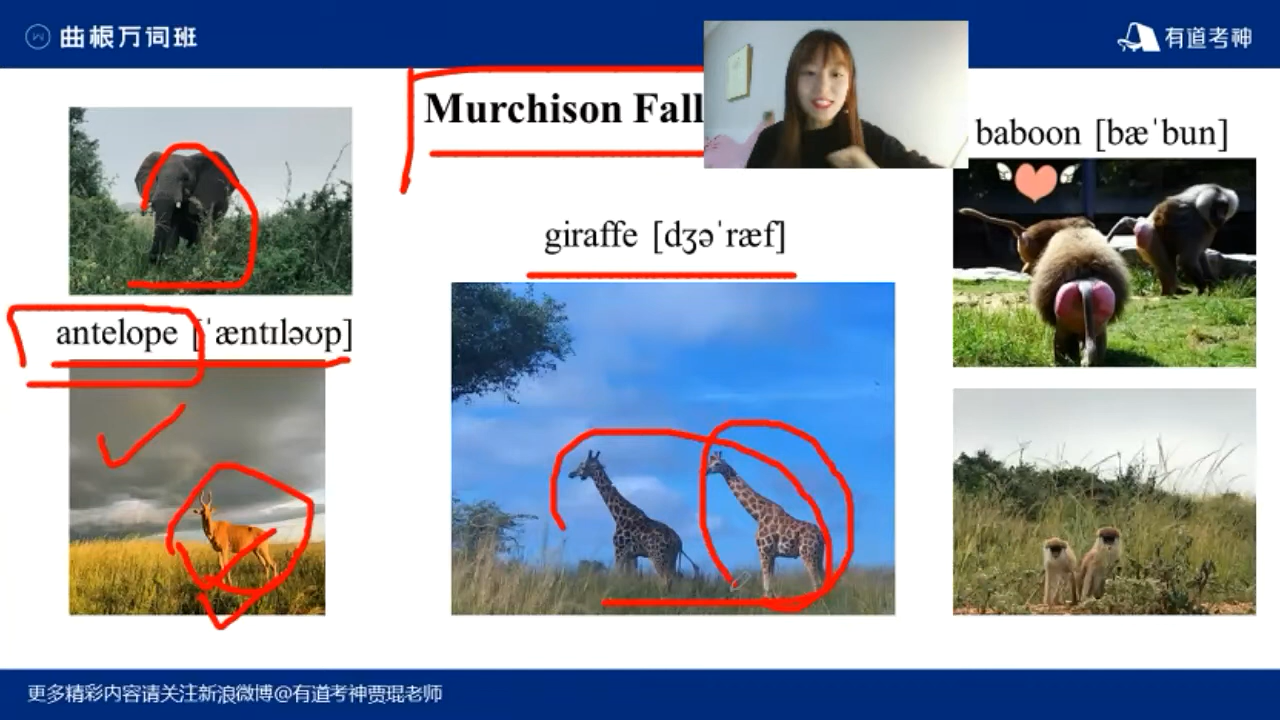 曲根万词班
有道考神
Murchison Fall
baboon [bæˈbun]
giraffe [dʒəˈræf]
antelope [ˈæntɪləʊp]
更多精彩内容请关注新浪微博@有道考神贾琨老师